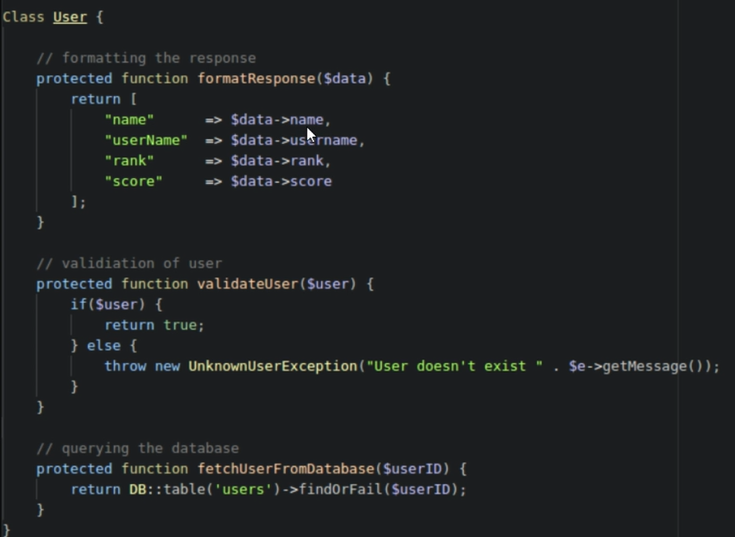 Class User {
// formatting the response
protected function formatResponse($data) {
return [
"name" => $data->name,
"userName" => $data->username,
"rank" => $data->rank,
"score" => $data->score
];
}
// validiation of user
protected function validateUser($user) {
if($user) {
return true;
} else {
throw new UnknownUserException("User doesn't exist " . $e->getMessage());
}
}
// querying the database
protected function fetchUserFromDatabase($userID) {
return DB::table('users')->findOrFail($userID);
}
}